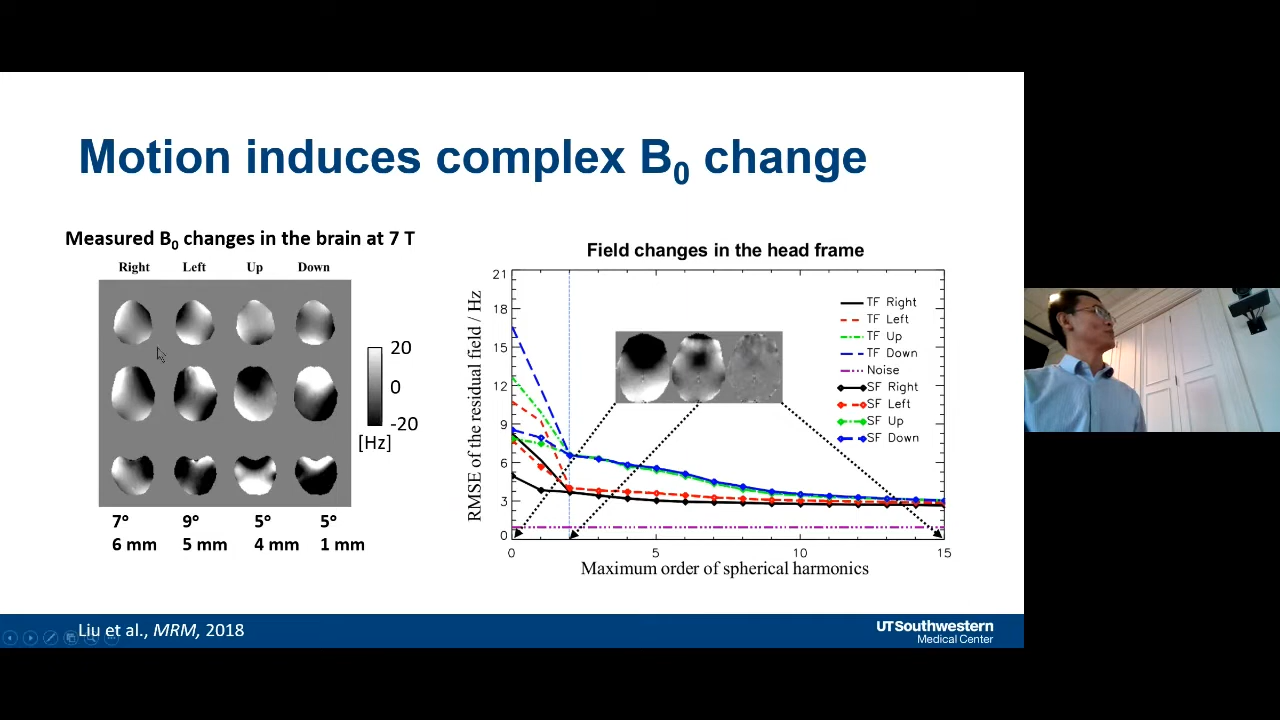 Motion induces complex B0 change
Measured B0 changes in the brain at 7 T
Right Left Up Down
20
0
-20
[Hz]
7° 9° 5° 5°
6 mm 5 mm 4 mm 1 mm
Field changes in the head frame
RMSE of the residual field / Hz
21
18
15
12
9
6
3
0
0 5 10 15
Maximum order of spherical harmonics
TF Right
TF Left
TF Up
TF Down
Noise
SF Right
SF Left
SF Up
SF Down
Liu et al., MRM, 2018
UTSouthwestern
Medical Center